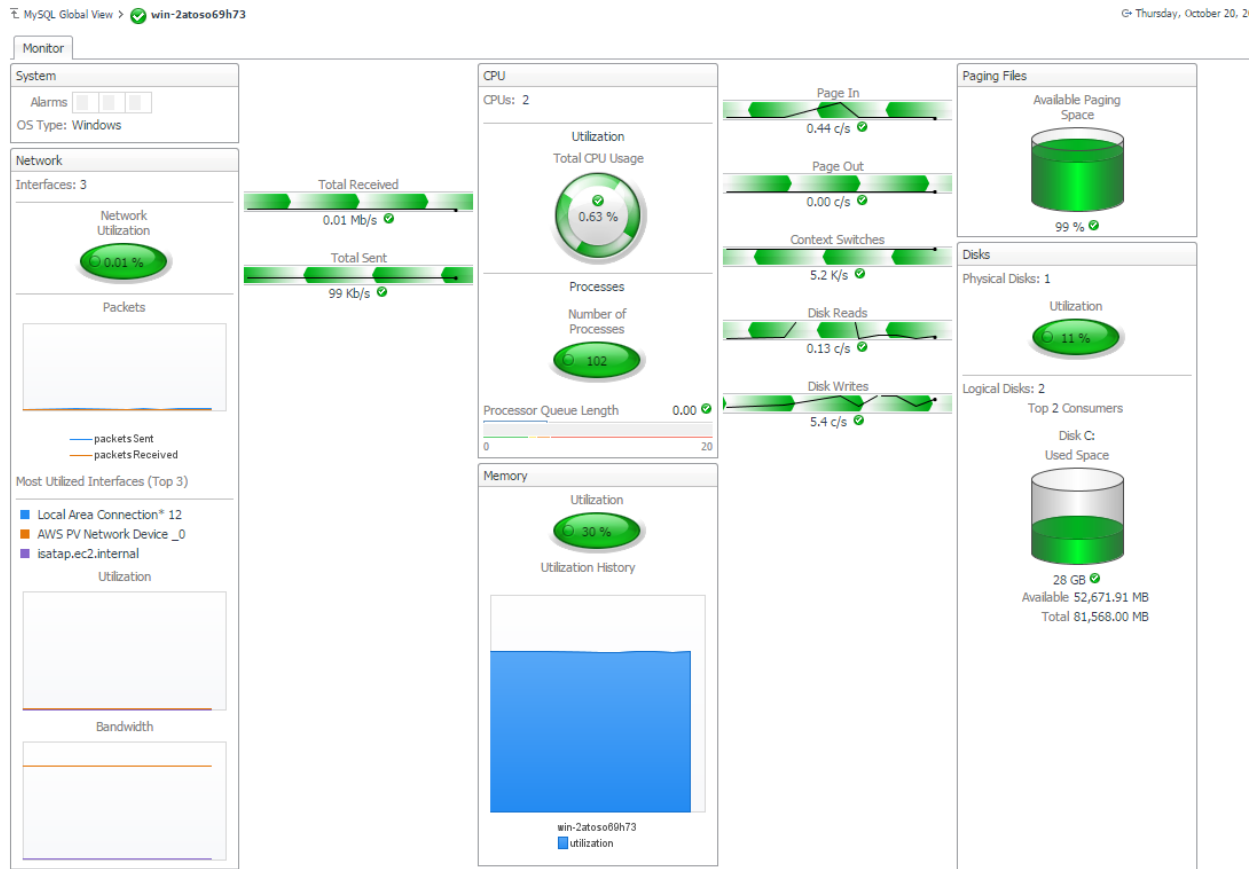 MySQL Global View > win-2atoso69h73
Thursday, October 20, 20
Monitor
System
Alarms
OS Type: Windows
Network
Interfaces: 3
Network
Utilization
0.01 %
Packets
packets Sent
packets Received
Most Utilized Interfaces (Top 3)
Local Area Connection* 12
AWS PV Network Device _0
isatap.ec2.internal
Utilization
Bandwidth
Total Received
0.01 Mb/s
Total Sent
99 Kb/s
CPU
CPUs: 2
Utilization
Total CPU Usage
0.63 %
Processes
Number of
Processes
102
Processor Queue Length 0.00
0 20
Memory
Utilization
30 %
Utilization History
win-2atoso69h73
utilization
Page In
0.44 c/s
Page Out
0.00 c/s
Context Switches
5.2 K/s
Disk Reads
0.13 c/s
Disk Writes
5.4 c/s
Paging Files
Available Paging
Space
99 %
Disks
Physical Disks: 1
Utilization
11 %
Logical Disks: 2
Top 2 Consumers
Disk C:
Used Space
28 GB
Available 52,671.91 MB
Total 81,568.00 MB